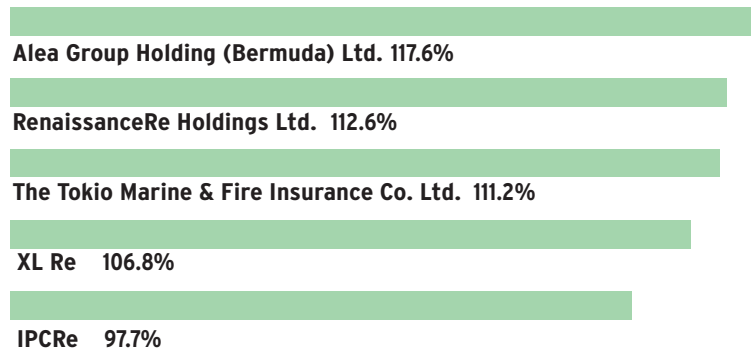 Alea Group Holding (Bermuda) Ltd. 117.6%
RenaissanceRe Holdings Ltd. 112.6%
The Tokio Marine & Fire Insurance Co. Ltd. 111.2%
XL Re 106.8%
IPCRe 97.7%